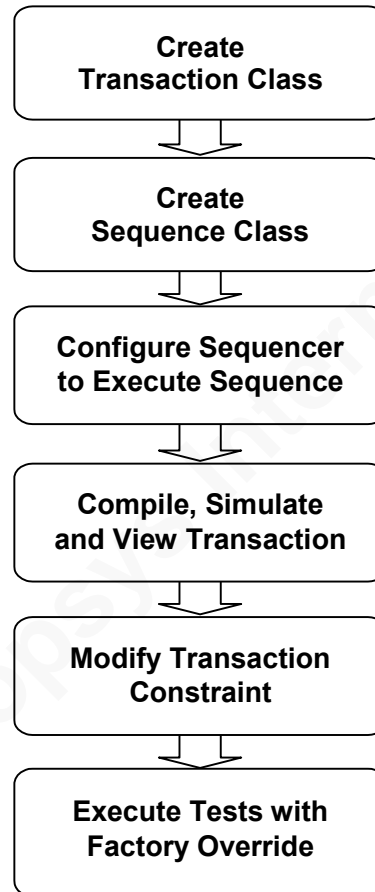 Create
Transaction Class
Create
Sequence Class
Configure Sequencer
to Execute Sequence
Compile, Simulate
and View Transaction
Modify Transaction
Constraint
Execute Tests with
Factory Override